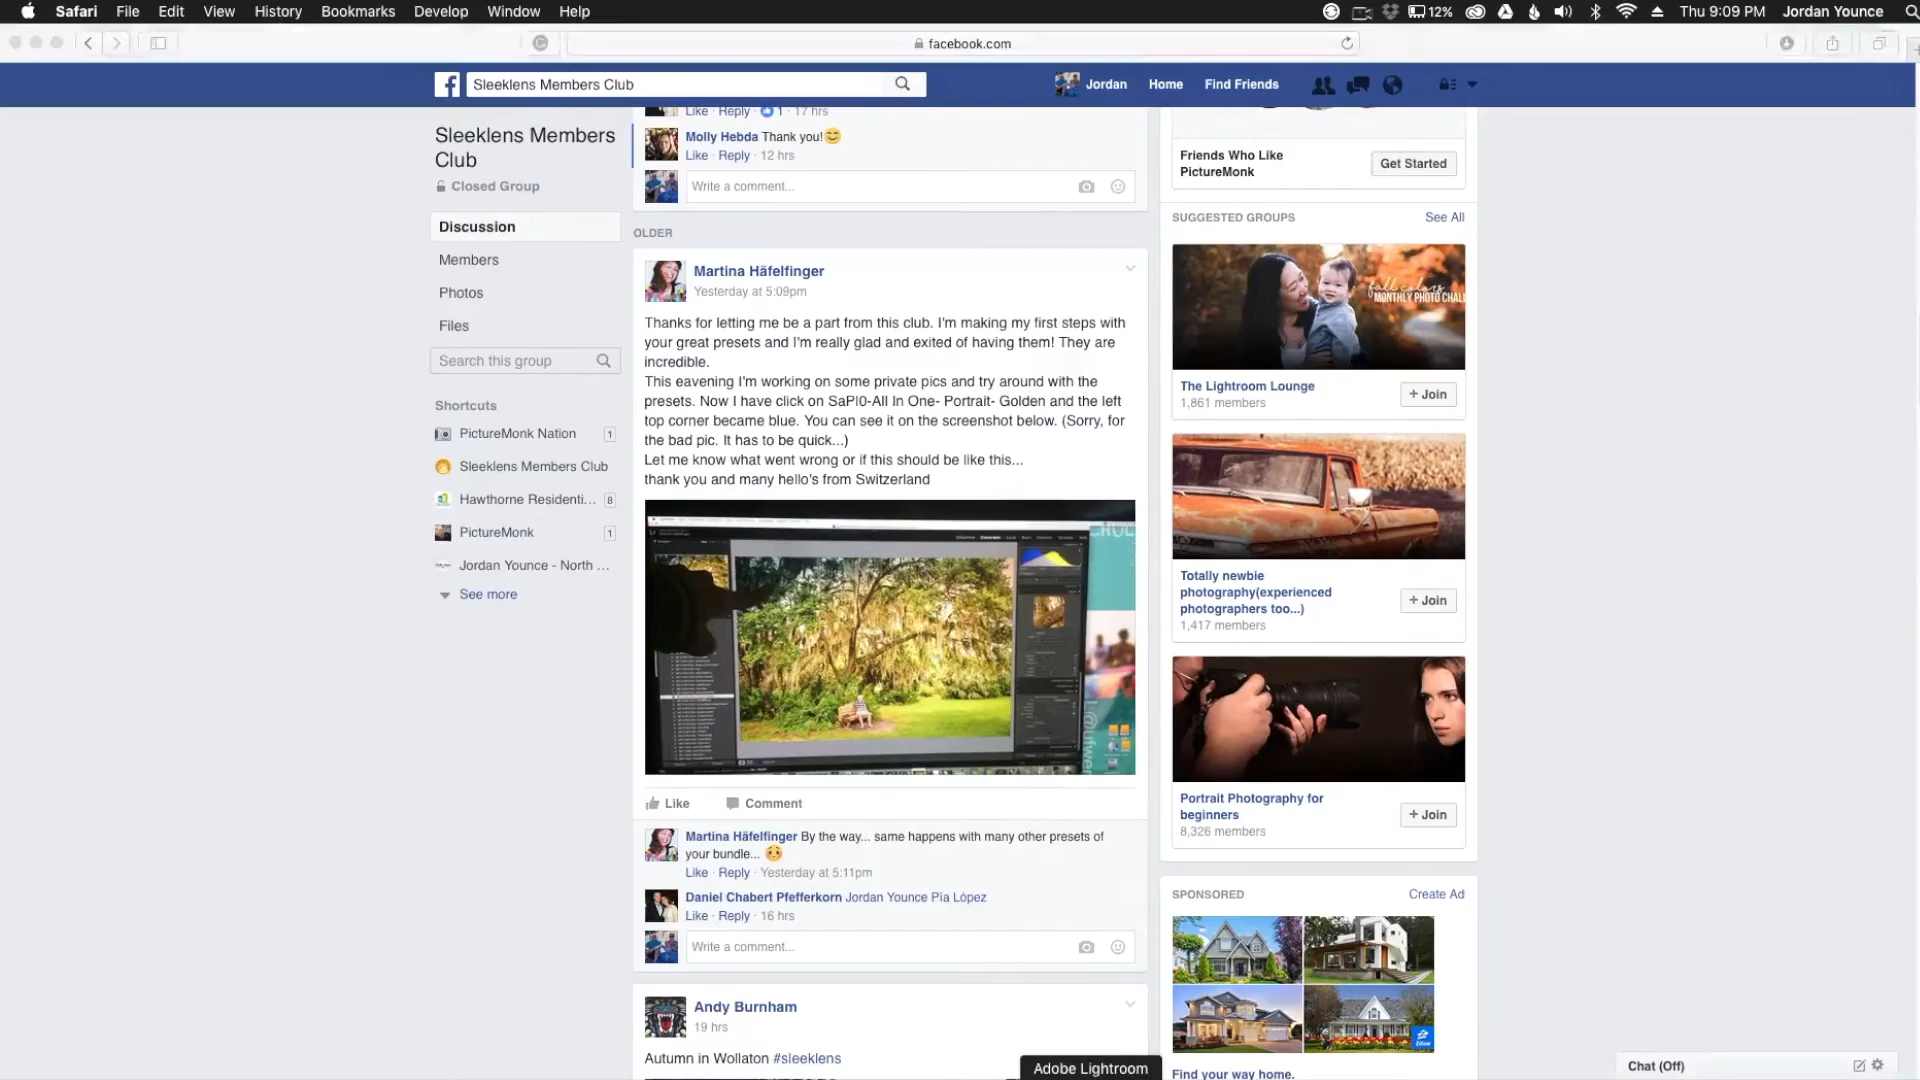 Safari File Edit View History Bookmarks Develop Window Help
12% Thu 9:09 PM Jordan Younce
facebook.com
Sleeklens Members Club
Jordan Home Find Friends
Sleeklens Members
Club
Closed Group
Discussion
Members
Photos
Files
Search this group
Shortcuts
PictureMonk Nation 1
Sleeklens Members Club
Hawthorne Residenti... 8
PictureMonk 1
Jordan Younce - North ...
See more
Like · Reply · 1 · 17 hrs
Molly Hebda Thank you!😊
Like · Reply · 12 hrs
Write a comment...
OLDER
Martina Häfelfinger
Yesterday at 5:09pm
Thanks for letting me be a part from this club. I'm making my first steps with
your great presets and I'm really glad and exited of having them! They are
incredible.
This eavening I'm working on some private pics and try around with the
presets. Now I have click on SaP|0-All In One- Portrait- Golden and the left
top corner became blue. You can see it on the screenshot below. (Sorry, for
the bad pic. It has to be quick...)
Let me know what went wrong or if this should be like this...
thank you and many hello's from Switzerland
Like Comment
Martina Häfelfinger By the way... same happens with many other presets of
your bundle... 😳
Like · Reply · Yesterday at 5:11pm
Daniel Chabert Pfefferkorn Jordan Younce Pía López
Like · Reply · 16 hrs
Write a comment...
Andy Burnham
19 hrs
Autumn in Wollaton #sleeklens
Adobe Lightroom
Friends Who Like
PictureMonk
Get Started
SUGGESTED GROUPS See All
fall colors
MONTHLY PHOTO CHAL
The Lightroom Lounge
1,861 members
+ Join
Totally newbie
photography(experienced
photographers too...)
1,417 members
+ Join
Portrait Photography for
beginners
8,326 members
+ Join
SPONSORED Create Ad
Zillow
Find your way home.
Chat (Off)